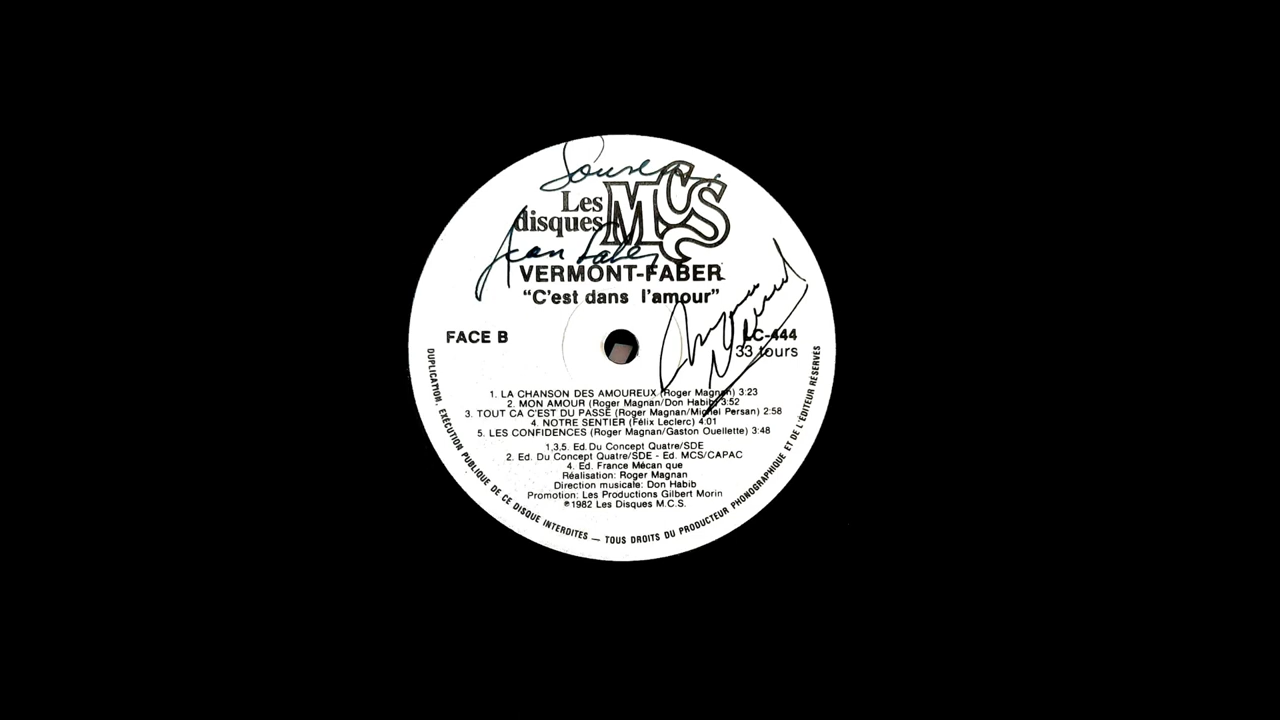 Les
disques MCS
Jean Faber
VERMONT-FABER
"C'est dans l'amour"
FACE B
C-444
33 tours
1. LA CHANSON DES AMOUREUX (Roger Magnan) 3:23
2. MON AMOUR (Roger Magnan/Don Habib) 3:52
3. TOUT CA C'EST DU PASSÉ (Roger Magnan/Michel Persan) 2:58
4. NOTRE SENTIER (Félix Leclerc) 4:01
5. LES CONFIDENCES (Roger Magnan/Gaston Ouellette) 3:48
1,3,5. Ed. Du Concept Quatre/SDE
2. Ed. Du Concept Quatre/SDE - Ed. MCS/CAPAC
4. Ed. France Mécan que
Réalisation: Roger Magnan
Direction musicale: Don Habib
Promotion: Les Productions Gilbert Morin
℗1982 Les Disques M.C.S.
DUPLICATION, EXÉCUTION PUBLIQUE DE CE DISQUE INTERDITES — TOUS DROITS DU PRODUCTEUR PHONOGRAPHIQUE ET DE L'ÉDITEUR RÉSERVÉS